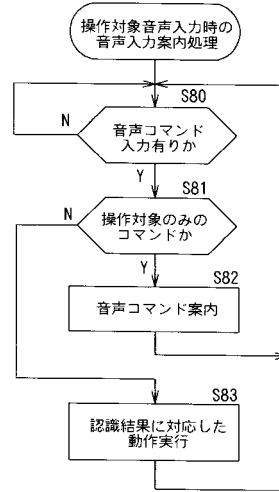 操作対象音声入力時の
音声入力案内処理
S80
N
音声コマンド
入力有りか
Y
S81
N
操作対象のみの
コマンドか
Y
S82
音声コマンド案内
S83
認識結果に対応した
動作実行